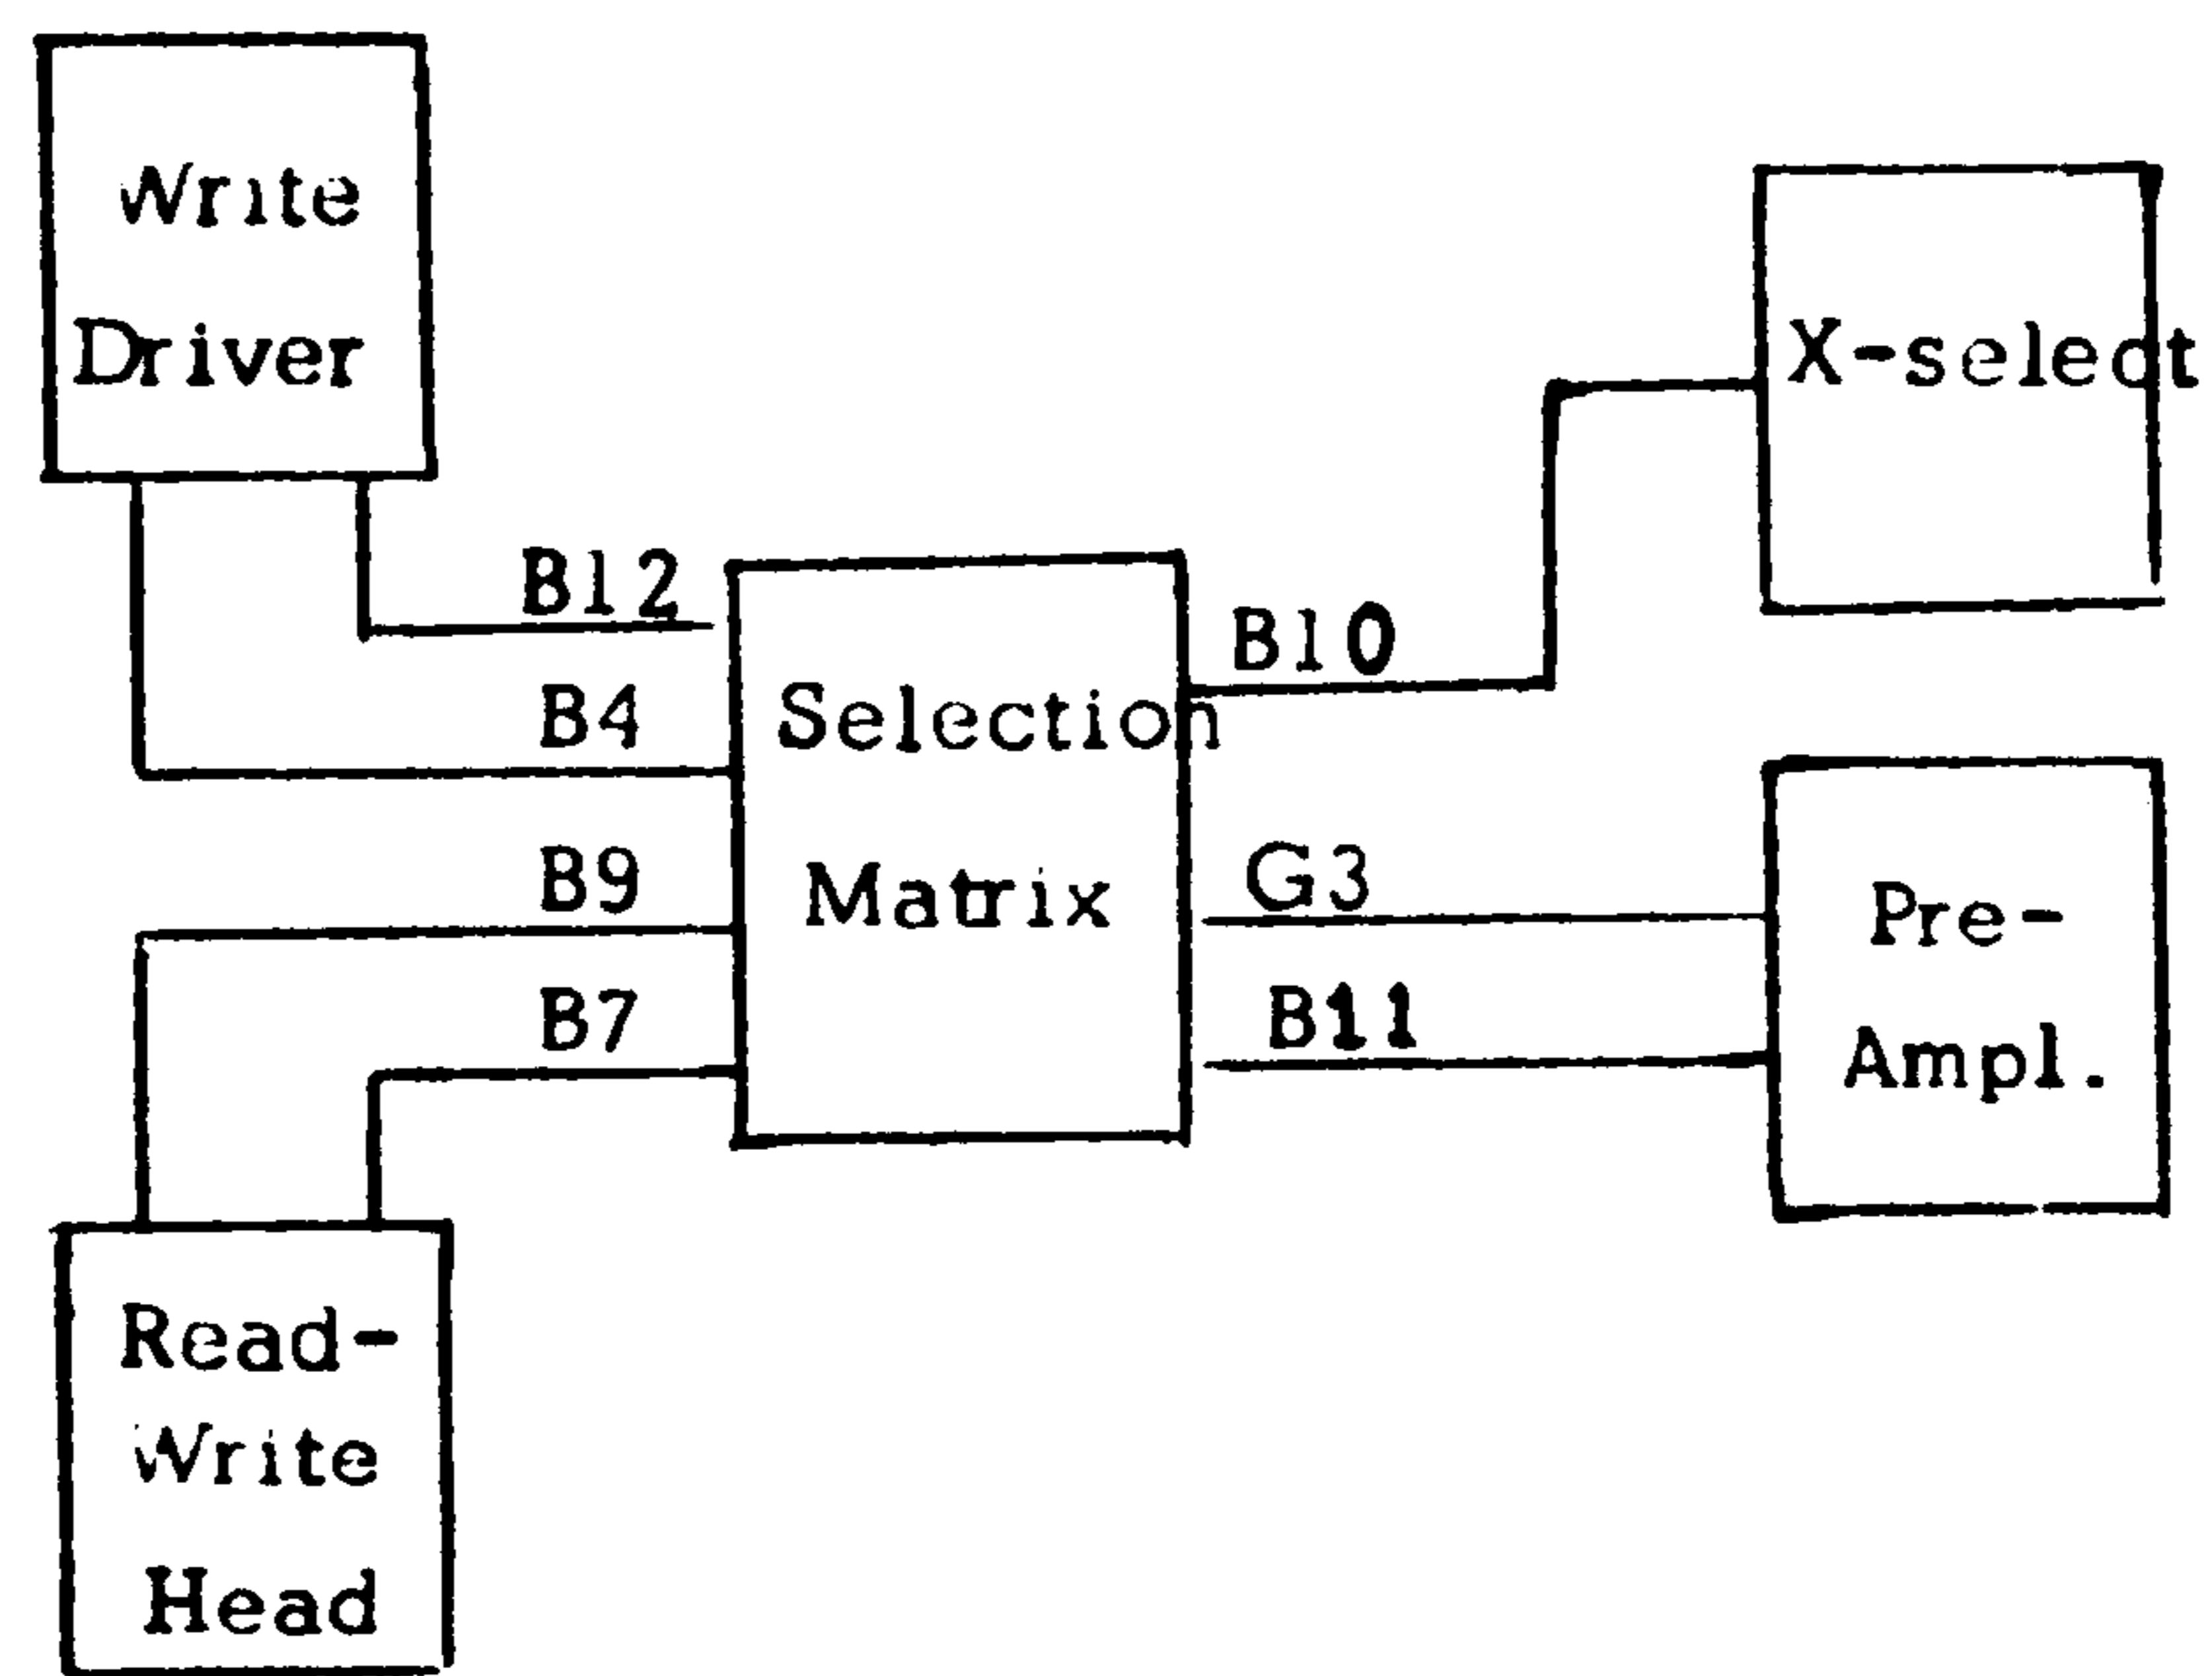 Write
Driver
X-select
B12
B10
B4
Selection
Matrix
B9
G3
B7
B11
Pre-
Ampl.
Read-
Write
Head